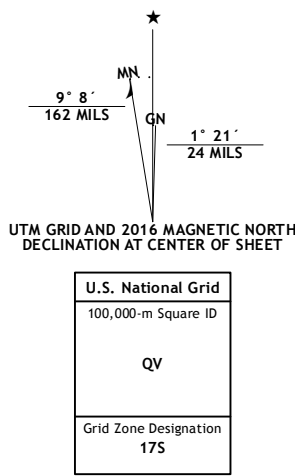 ★
MN
9° 8´
162 MILS
GN
1° 21´
24 MILS
UTM GRID AND 2016 MAGNETIC NORTH
DECLINATION AT CENTER OF SHEET
U.S. National Grid
100,000-m Square ID
QV
Grid Zone Designation
17S